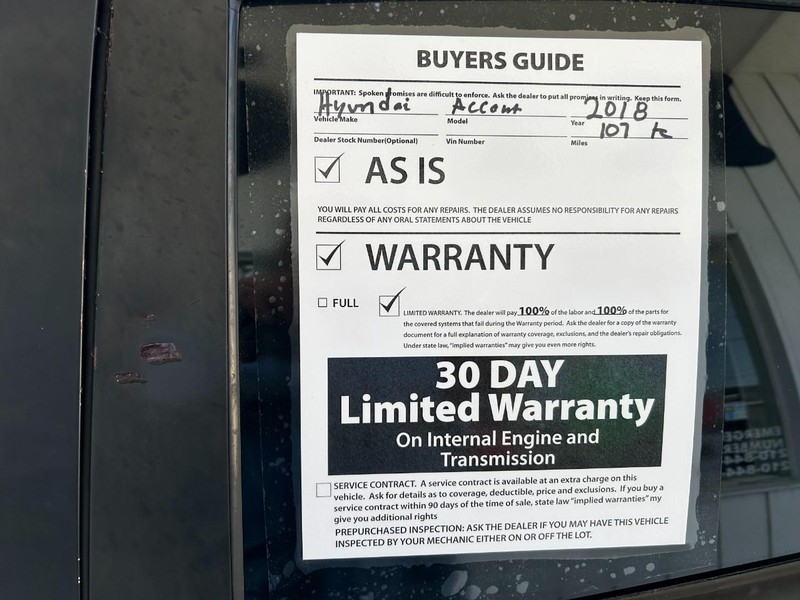 BUYERS GUIDE
IMPORTANT: Spoken promises are difficult to enforce. Ask the dealer to put all promises in writing. Keep this form.
Hyundai Accent 2018
Vehicle Make Model Year
107 k
Dealer Stock Number(Optional) Vin Number Miles
AS IS
YOU WILL PAY ALL COSTS FOR ANY REPAIRS. THE DEALER ASSUMES NO RESPONSIBILITY FOR ANY REPAIRS
REGARDLESS OF ANY ORAL STATEMENTS ABOUT THE VEHICLE
WARRANTY
FULL
LIMITED WARRANTY. The dealer will pay 100% of the labor and 100% of the parts for
the covered systems that fail during the Warranty period. Ask the dealer for a copy of the warranty
document for a full explanation of warranty coverage, exclusions, and the dealer's repair obligations.
Under state law, "implied warranties" may give you even more rights.
30 DAY
Limited Warranty
On Internal Engine and
Transmission
SERVICE CONTRACT. A service contract is available at an extra charge on this
vehicle. Ask for details as to coverage, deductible, price and exclusions. If you buy a
service contract within 90 days of the time of sale, state law "implied warranties" my
give you additional rights
PREPURCHASED INSPECTION: ASK THE DEALER IF YOU MAY HAVE THIS VEHICLE
INSPECTED BY YOUR MECHANIC EITHER ON OR OFF THE LOT.